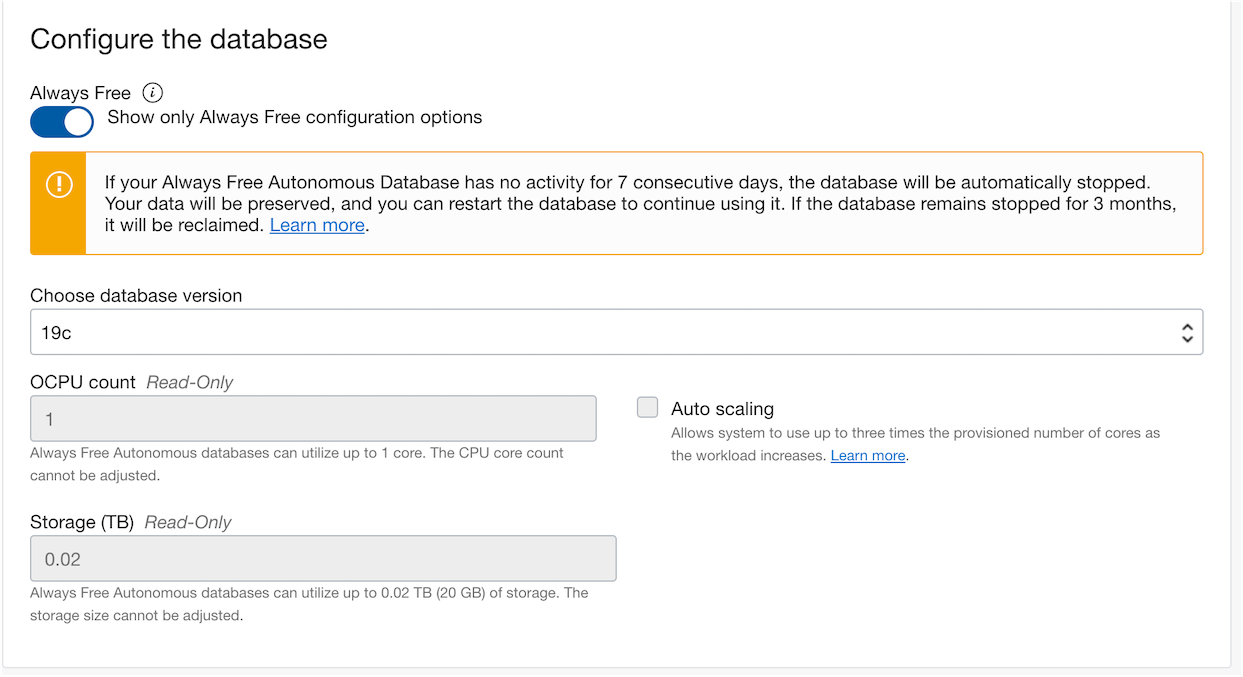 Configure the database
Always Free
Show only Always Free configuration options
If your Always Free Autonomous Database has no activity for 7 consecutive days, the database will be automatically stopped.
Your data will be preserved, and you can restart the database to continue using it. If the database remains stopped for 3 months,
it will be reclaimed. Learn more.
Choose database version
19c
OCPU count Read-Only
1
Always Free Autonomous databases can utilize up to 1 core. The CPU core count
cannot be adjusted.
Auto scaling
Allows system to use up to three times the provisioned number of cores as
the workload increases. Learn more.
Storage (TB) Read-Only
0.02
Always Free Autonomous databases can utilize up to 0.02 TB (20 GB) of storage. The
storage size cannot be adjusted.